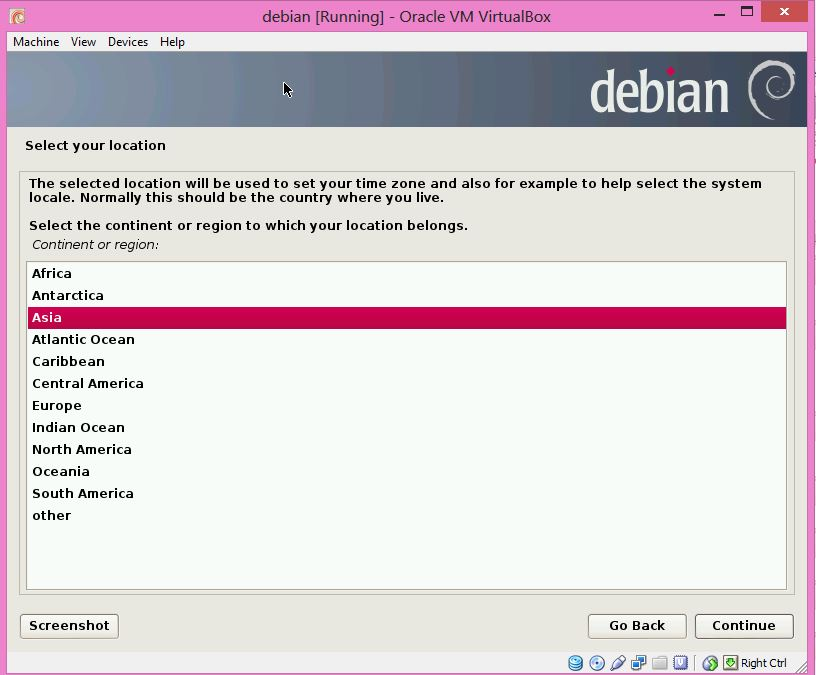 debian [Running] - Oracle VM VirtualBox
Machine View Devices Help
debian
Select your location
The selected location will be used to set your time zone and also for example to help select the system
locale. Normally this should be the country where you live.
Select the continent or region to which your location belongs.
Continent or region:
Africa
Antarctica
Asia
Atlantic Ocean
Caribbean
Central America
Europe
Indian Ocean
North America
Oceania
South America
other
Screenshot Go Back Continue
Right Ctrl